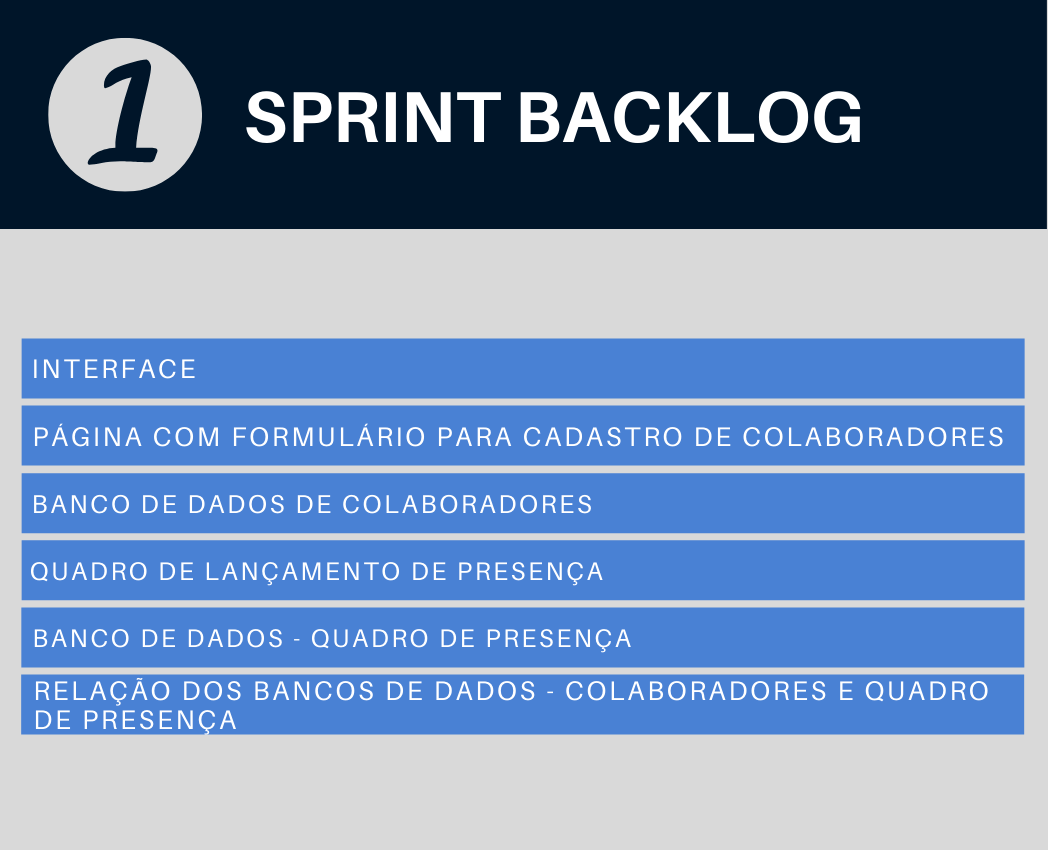 1
SPRINT BACKLOG
INTERFACE
PÁGINA COM FORMULÁRIO PARA CADASTRO DE COLABORADORES
BANCO DE DADOS DE COLABORADORES
QUADRO DE LANÇAMENTO DE PRESENÇA
BANCO DE DADOS - QUADRO DE PRESENÇA
RELAÇÃO DOS BANCOS DE DADOS - COLABORADORES E QUADRO
DE PRESENÇA